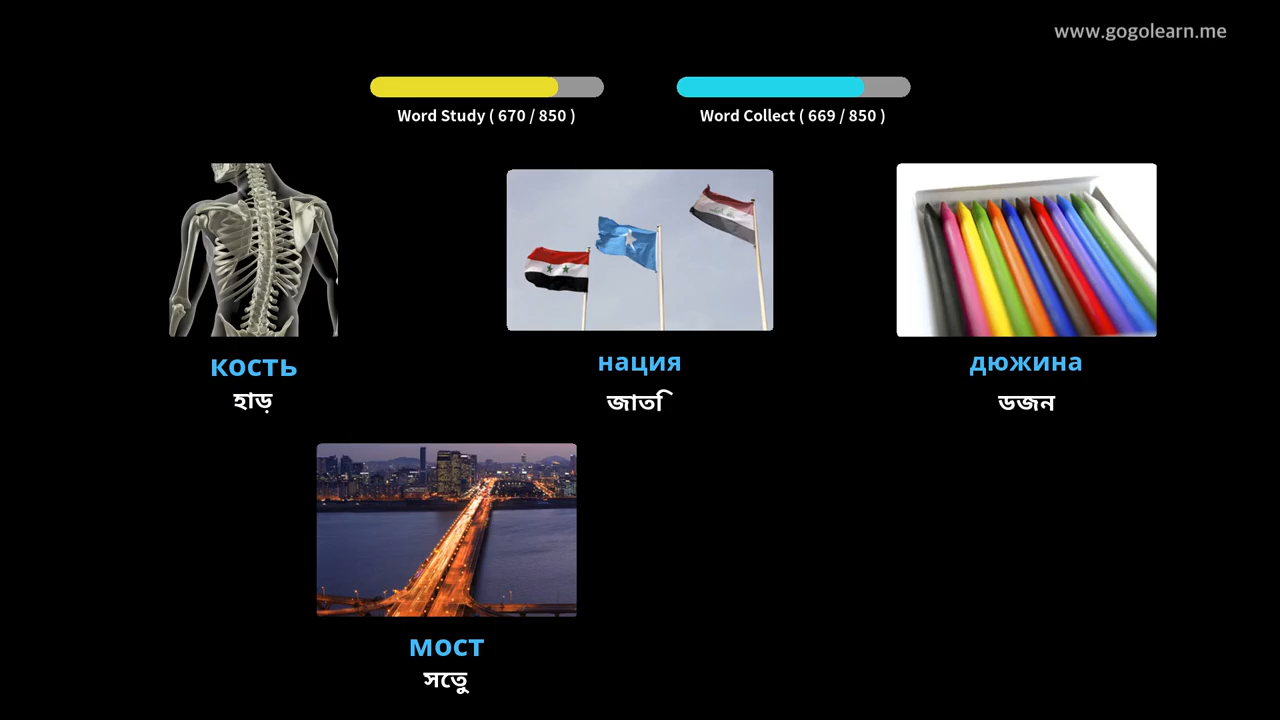 www.gogolearn.me
Word Study ( 670 / 850 )
Word Collect ( 669 / 850 )
кость
হাড়
нация
জাতি
дюжина
ডজন
мост
সেতু